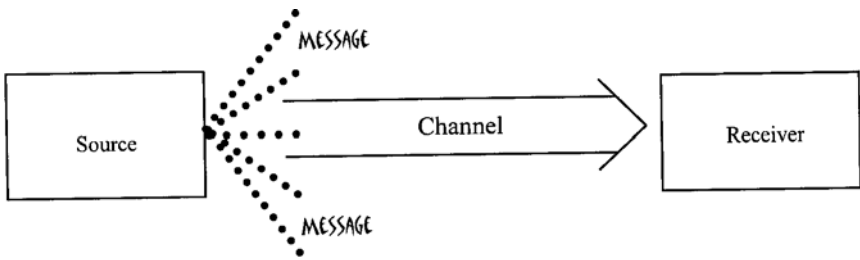 MESSAGE
Source
Channel
Receiver
MESSAGE